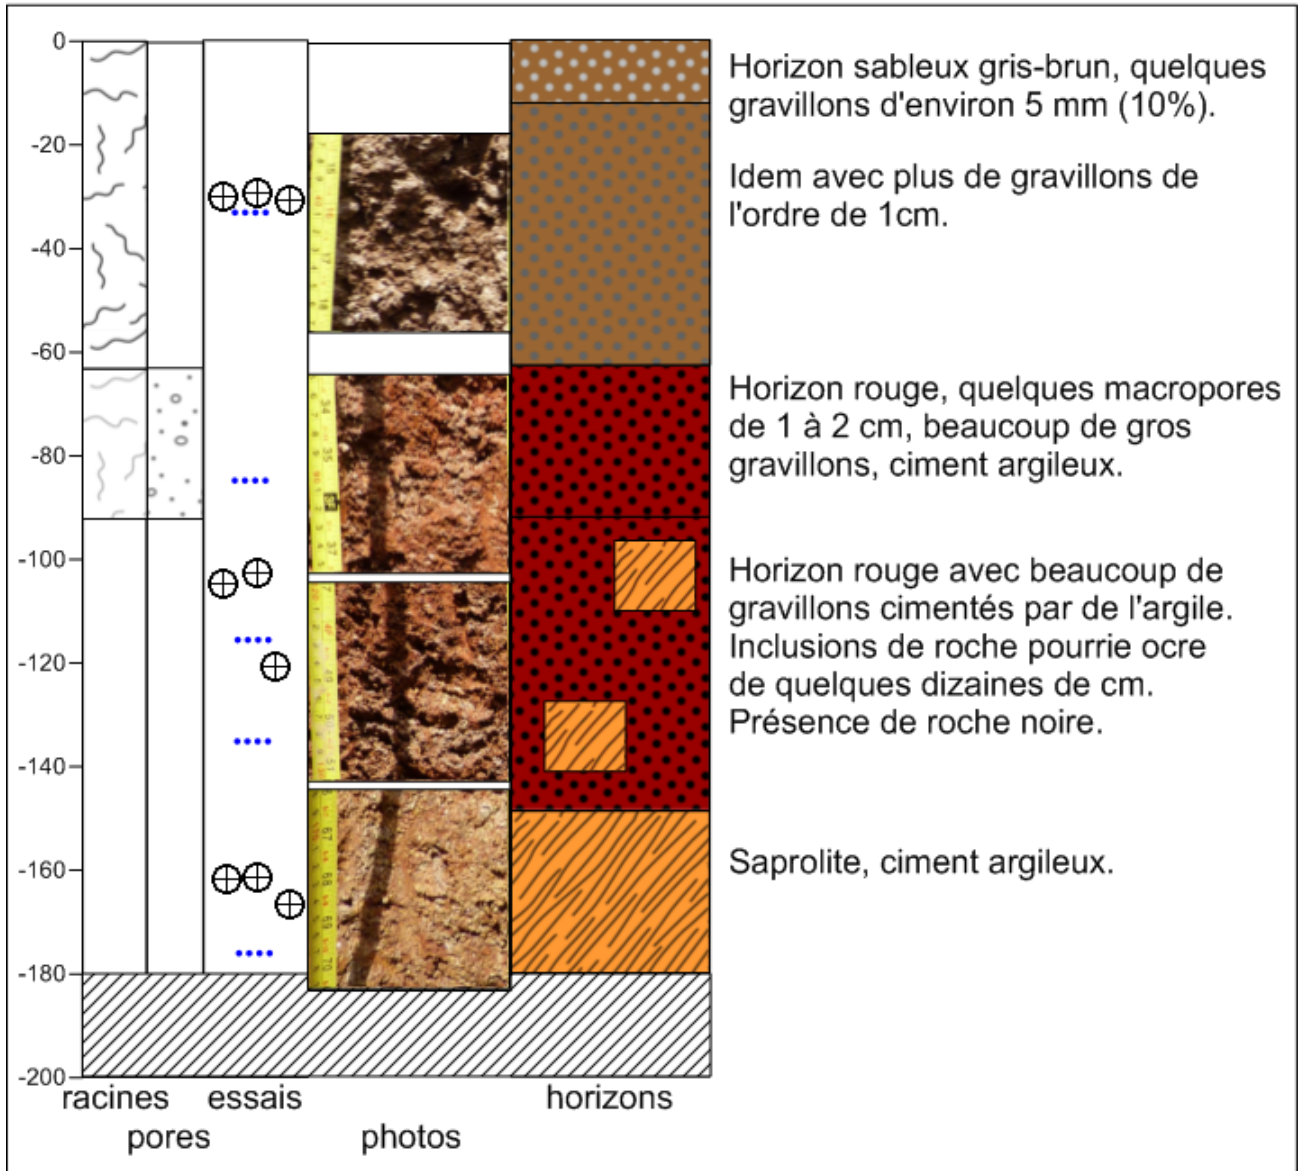 0
-20
-40
-60
-80
-100
-120
-140
-160
-180
-200
Horizon sableux gris-brun, quelques
gravillons d'environ 5 mm (10%).
Idem avec plus de gravillons de
l'ordre de 1cm.
Horizon rouge, quelques macropores
de 1 à 2 cm, beaucoup de gros
gravillons, ciment argileux.
Horizon rouge avec beaucoup de
gravillons cimentés par de l'argile.
Inclusions de roche pourrie ocre
de quelques dizaines de cm.
Présence de roche noire.
Saprolite, ciment argileux.
racines essais horizons
pores photos